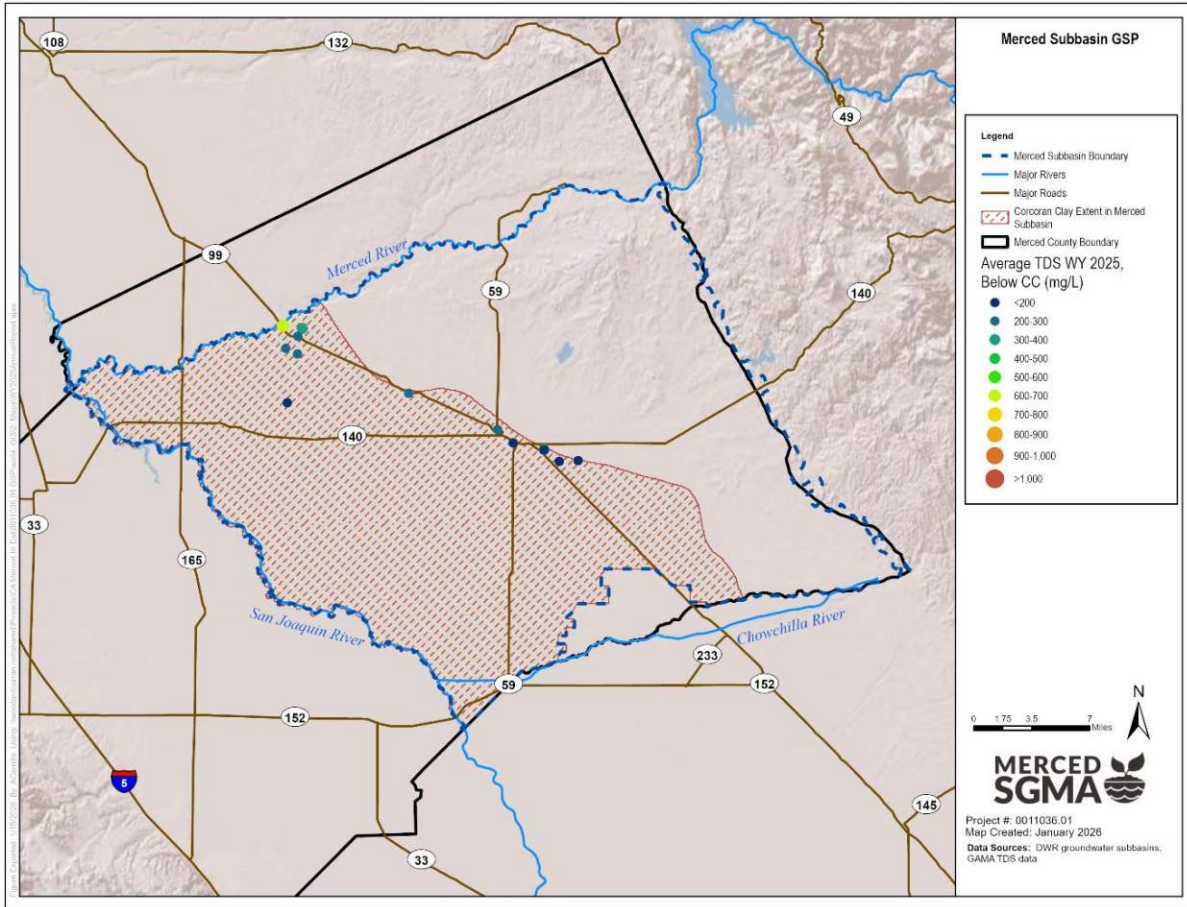 108
132
49
99
Merced River
59
140
140
33
165
San Joaquin River
Chowchilla River
233
59
152
152
5
145
33
Merced Subbasin GSP
Legend
Merced Subbasin Boundary
Major Rivers
Major Roads
Corcoran Clay Extent in Merced
Subbasin
Merced County Boundary
Average TDS WY 2025,
Below CC (mg/L)
<200
200-300
300-400
400-500
500-600
600-700
700-800
800-900
900-1,000
>1,000
N
0 1.75 3.5 7
Miles
MERCED
SGMA
Project #: 0011036.01
Map Created: January 2026
Data Sources: DWR groundwater subbasins,
GAMA TDS data